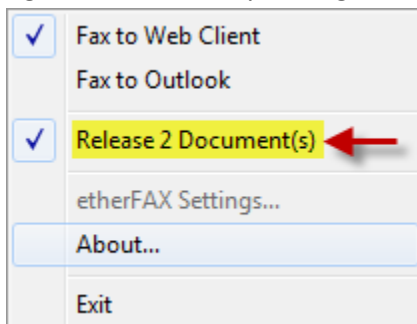 Fax to Web Client
Fax to Outlook
Release 2 Document(s)
etherFAX Settings...
About...
Exit